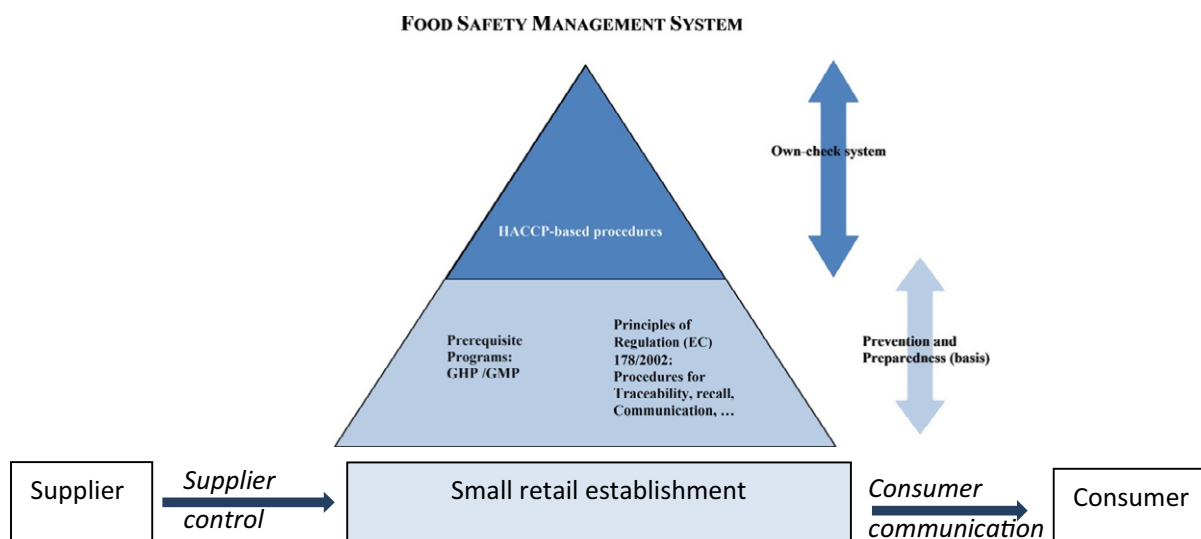 FOOD SAFETY MANAGEMENT SYSTEM
Own-check system
HACCP-based procedures
Prerequisite
Programs:
GHP /GMP
Principles of
Regulation (EC)
178/2002:
Procedures for
Traceability, recall,
Communication, …
Prevention and
Preparedness (basis)
Supplier
Supplier
control
Small retail establishment
Consumer
communication
Consumer